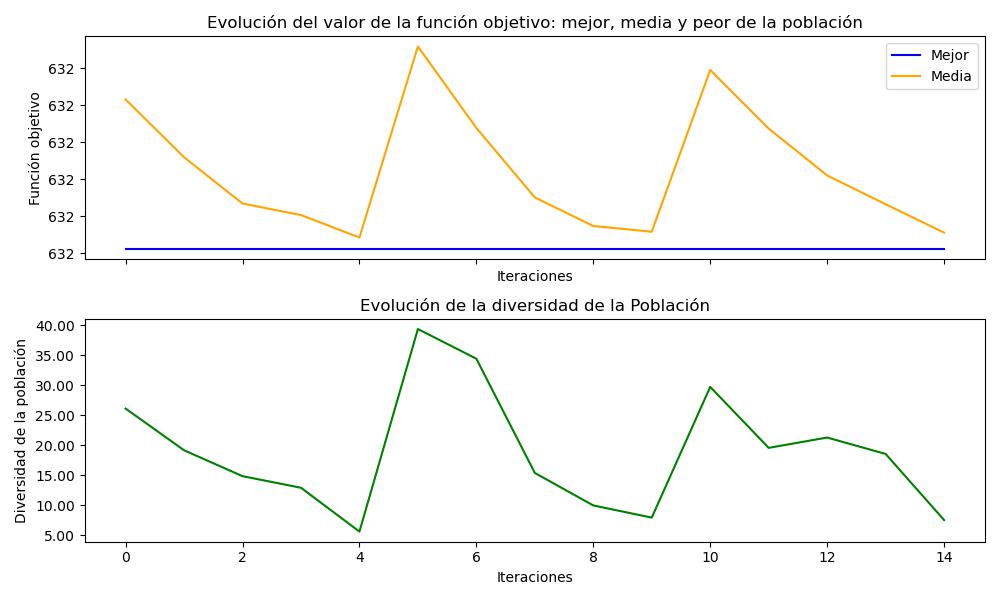 Evolución del valor de la función objetivo: mejor, media y peor de la población
Mejor
Media
632
632
632
632
632
632
Función objetivo
Iteraciones
Evolución de la diversidad de la Población
40.00
35.00
30.00
25.00
20.00
15.00
10.00
5.00
Diversidad de la población
0 2 4 6 8 10 12 14
Iteraciones